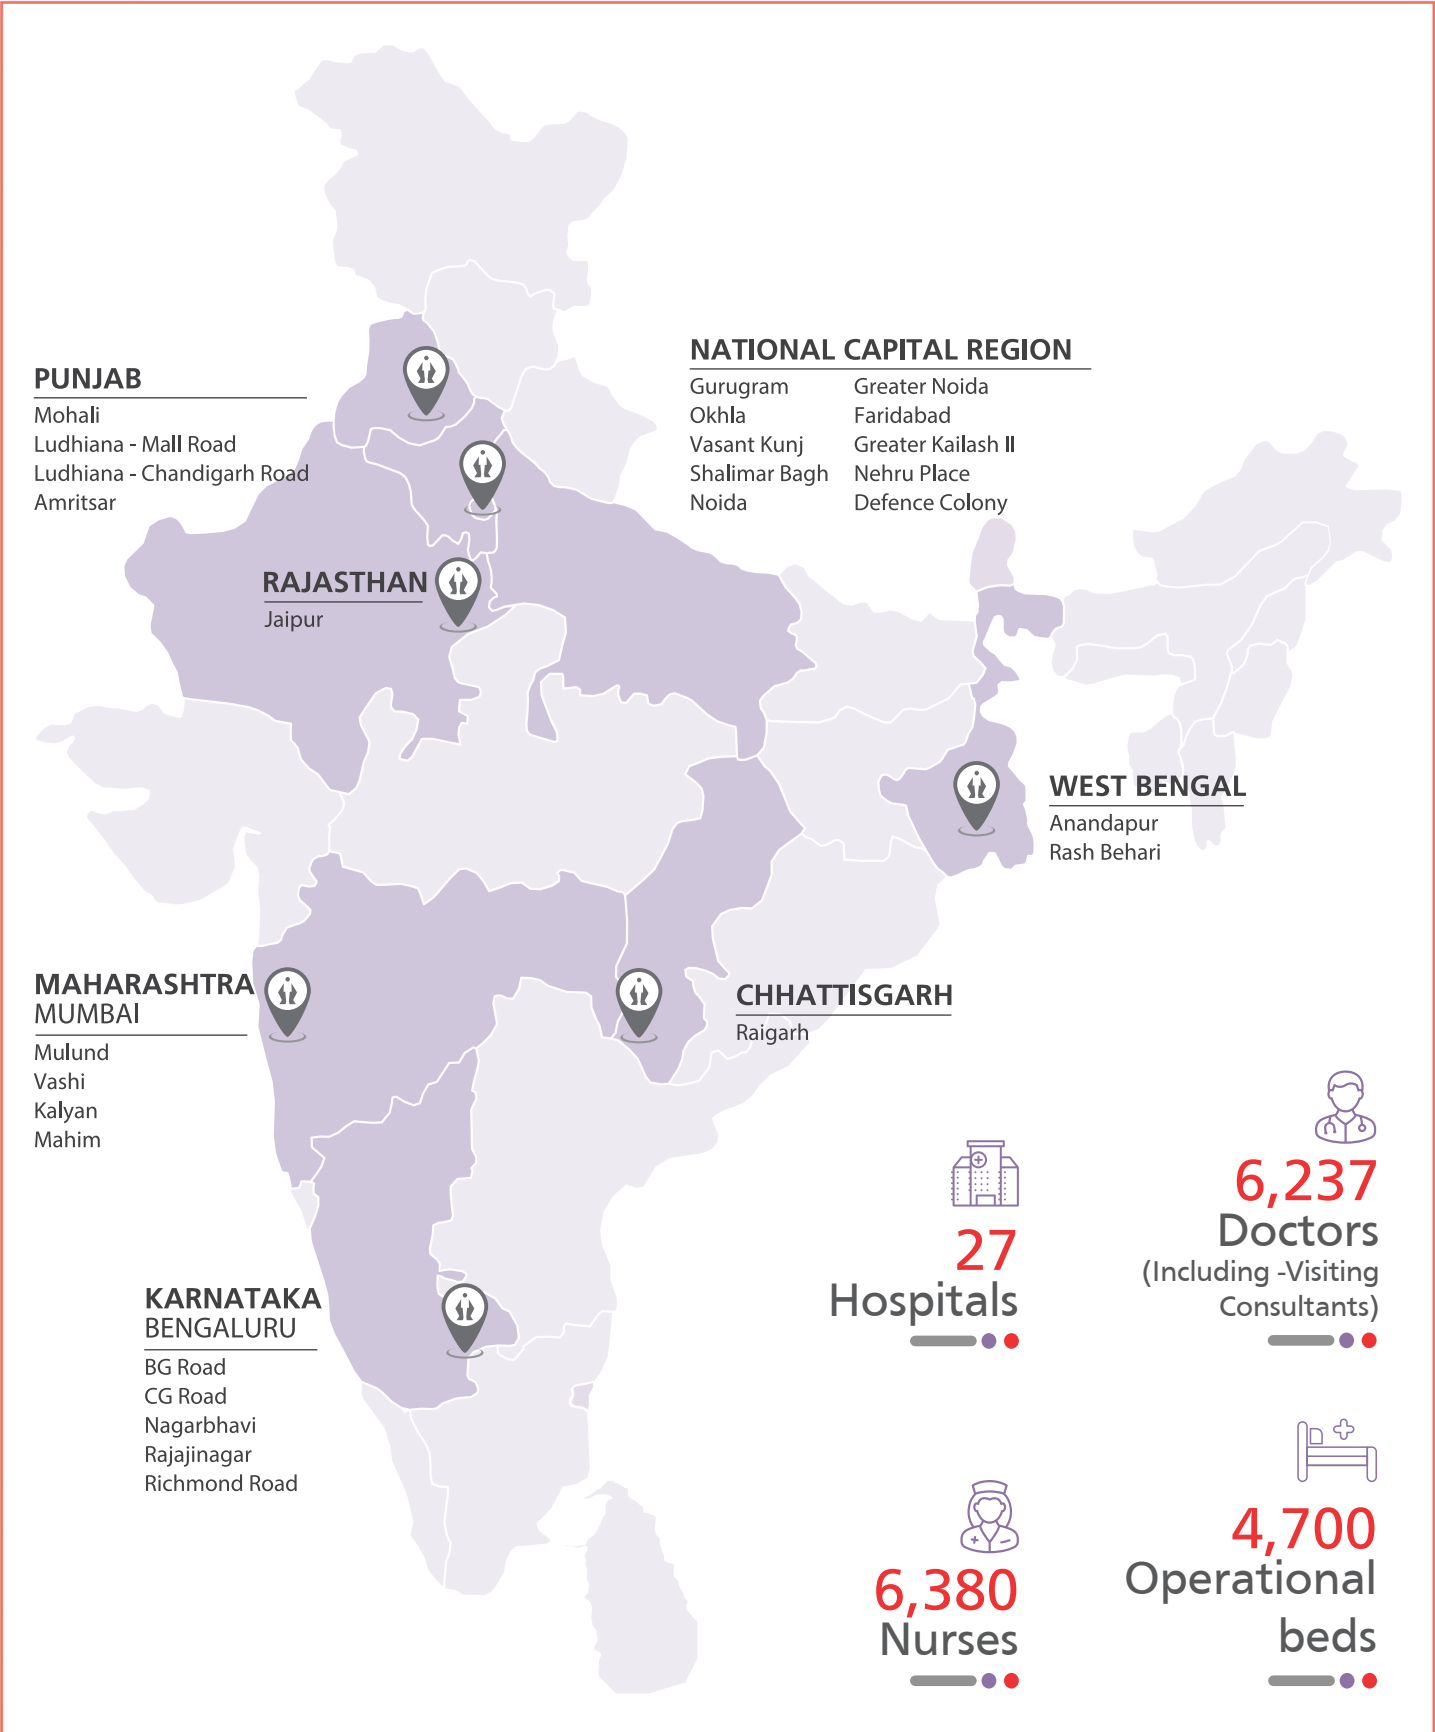 PUNJAB
Mohali
Ludhiana - Mall Road
Ludhiana - Chandigarh Road
Amritsar
NATIONAL CAPITAL REGION
Gurugram
Okhla
Vasant Kunj
Shalimar Bagh
Noida
Greater Noida
Faridabad
Greater Kailash II
Nehru Place
Defence Colony
RAJASTHAN
Jaipur
WEST BENGAL
Anandapur
Rash Behari
MAHARASHTRA
MUMBAI
Mulund
Vashi
Kalyan
Mahim
CHHATTISGARH
Raigarh
KARNATAKA
BENGALURU
BG Road
CG Road
Nagarbhavi
Rajajinagar
Richmond Road
27
Hospitals
6,237
Doctors
(Including -Visiting
Consultants)
6,380
Nurses
4,700
Operational
beds